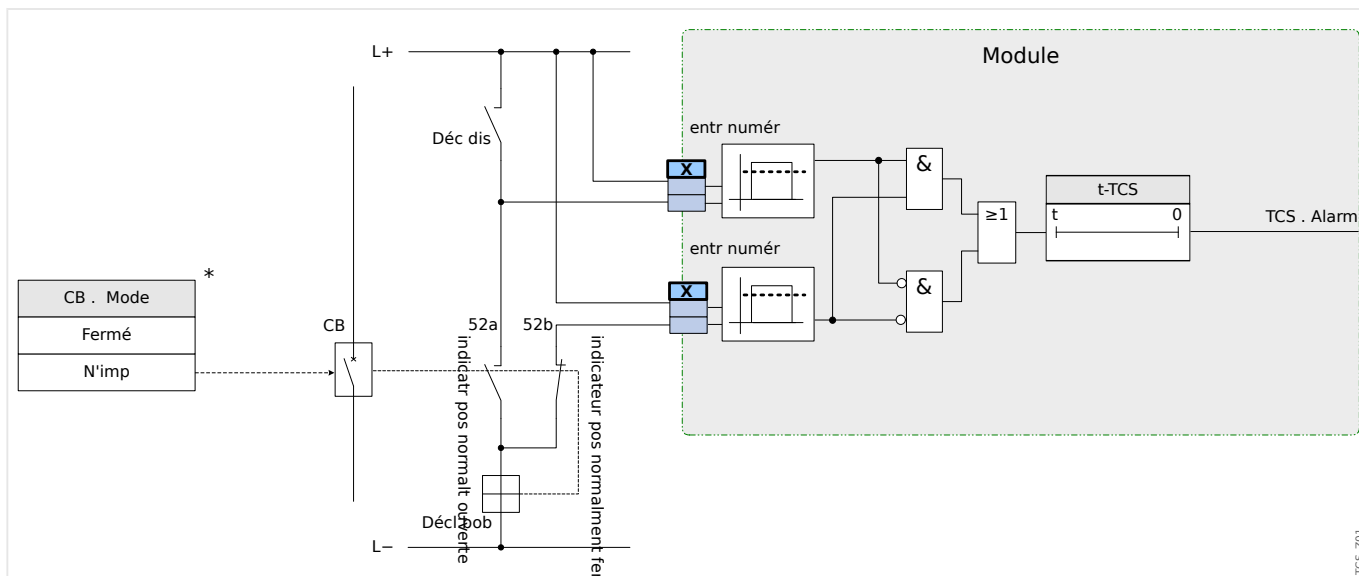 L+
Module
entr numér
Déc dis
X
&
t-TCS
≥1
t 0
TCS . Alarm
entr numér
*
CB . Mode
X
&
Fermé
CB
52a
52b
N'imp
indicatr pos normalt ouverte
indicateur pos normalment
Décl bob
L−